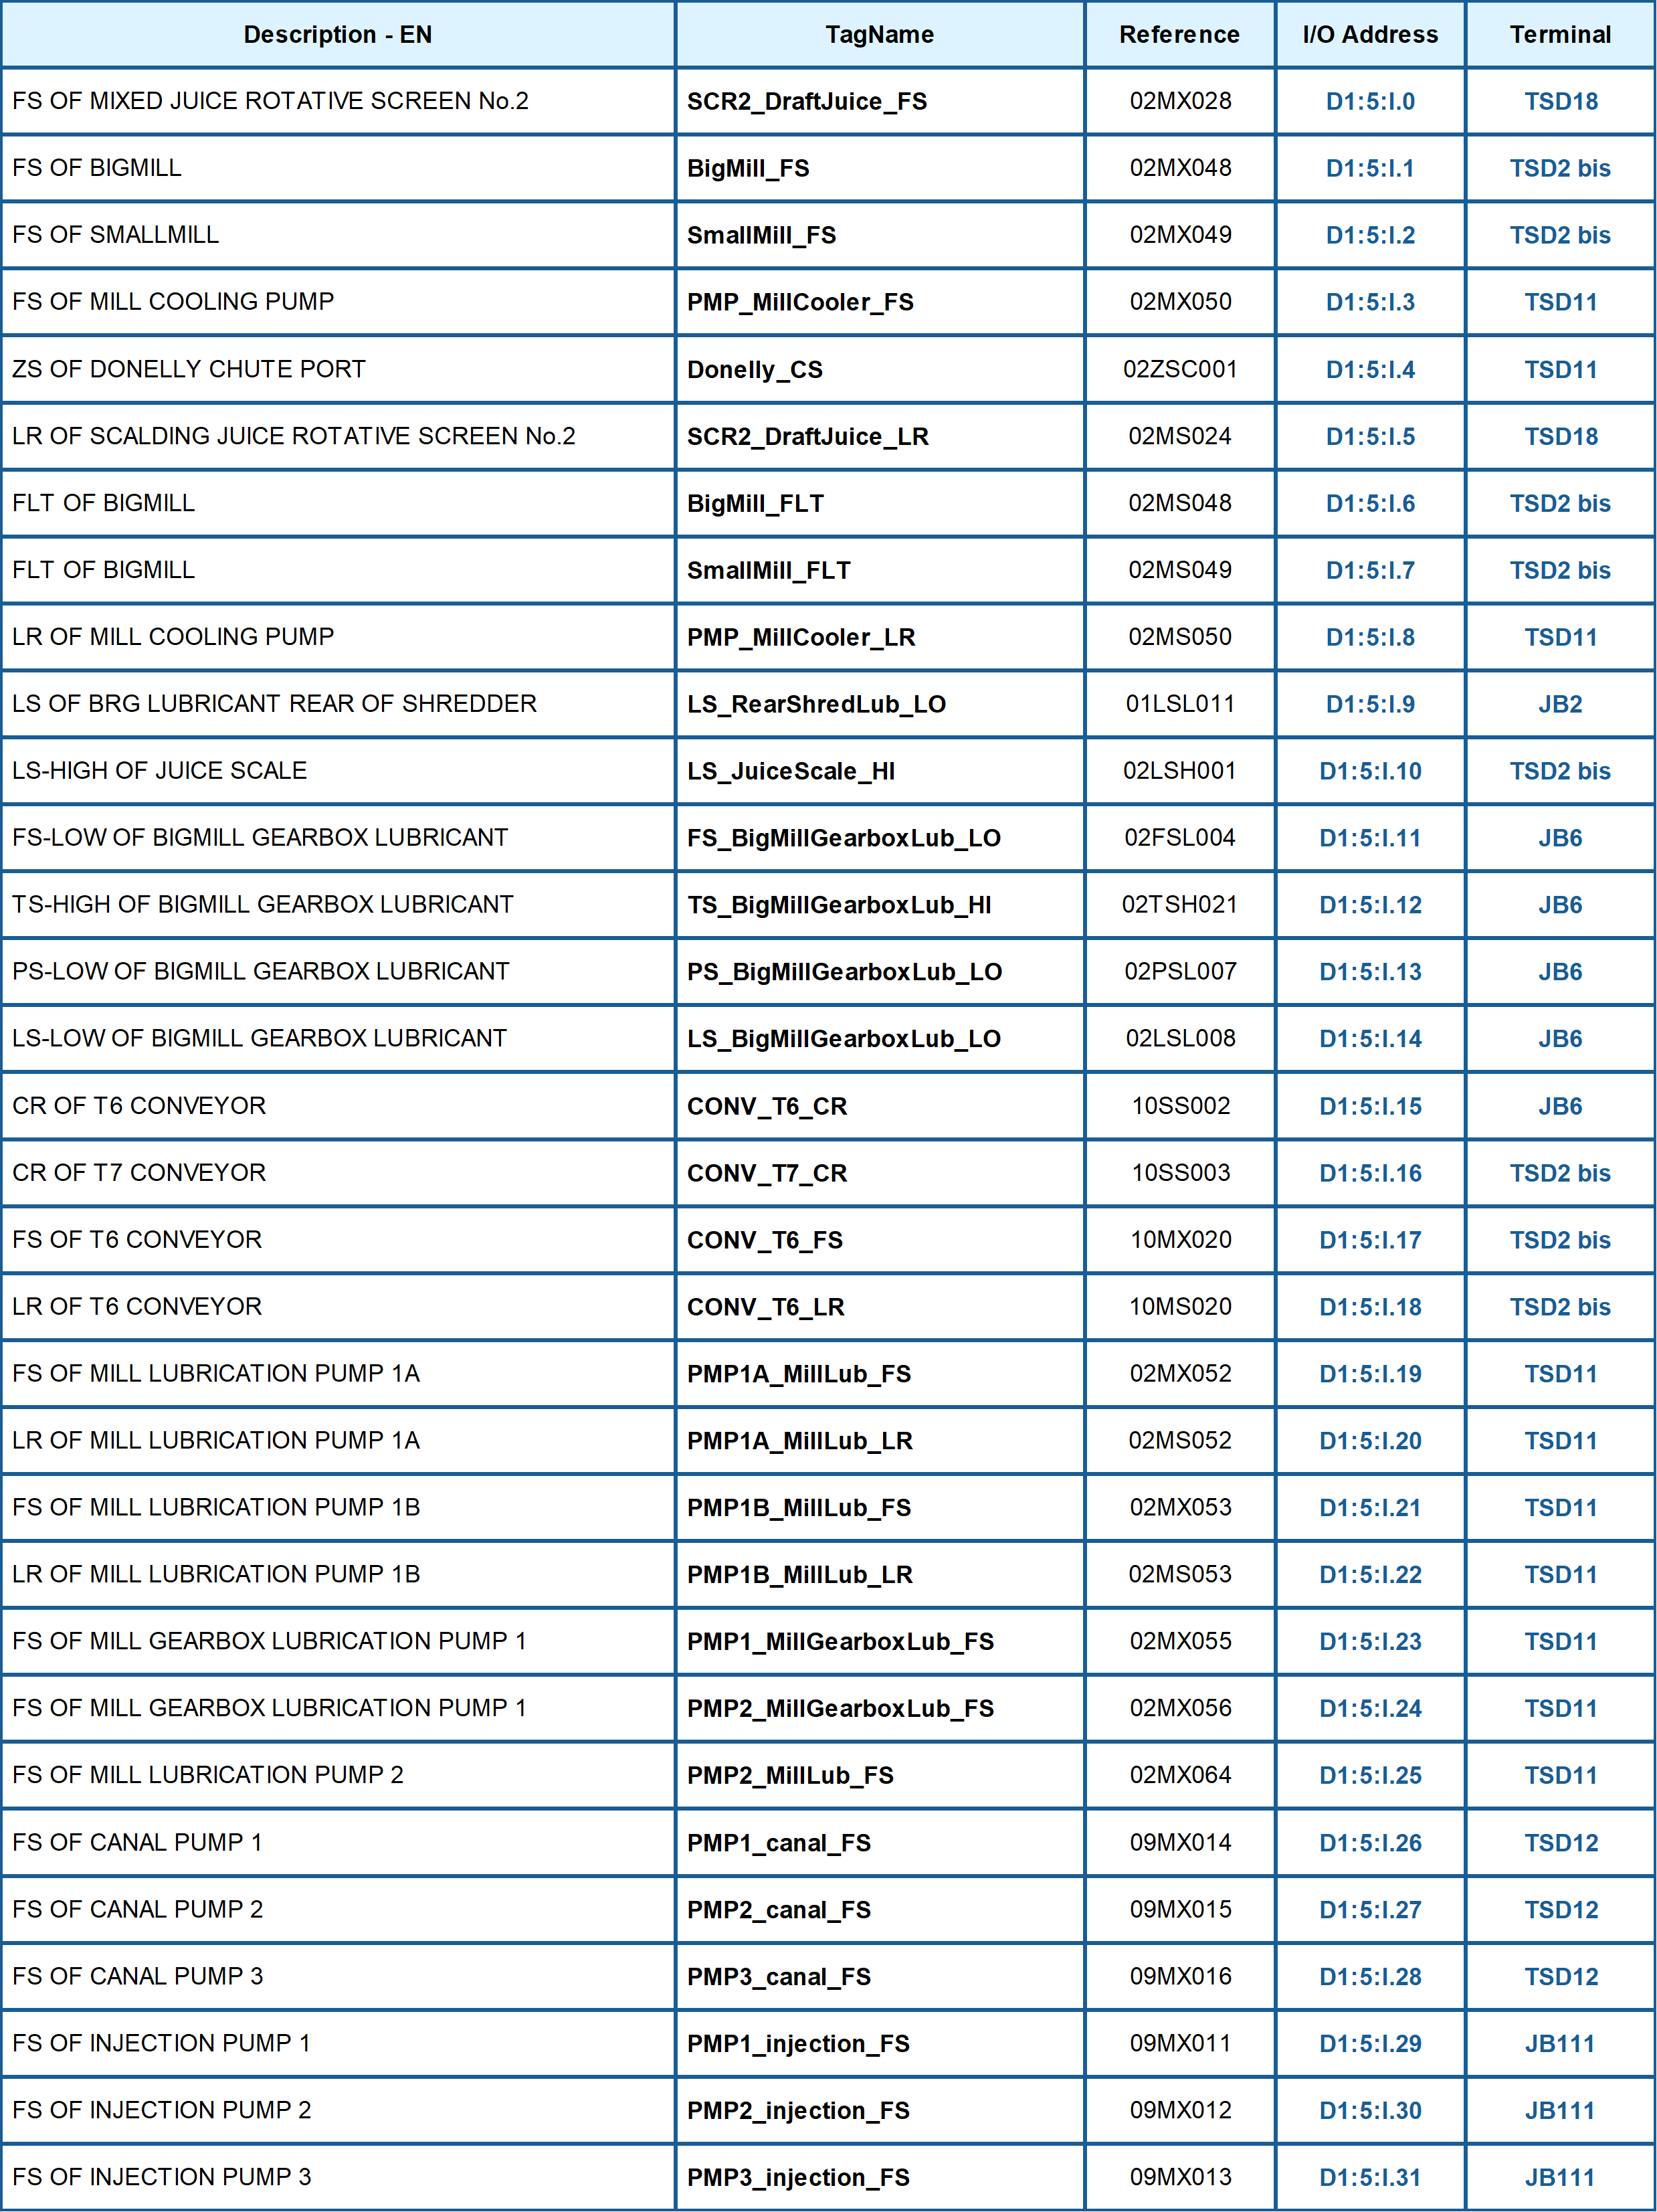 Description - EN TagName Reference I/O Address Terminal
FS OF MIXED JUICE ROTATIVE SCREEN No.2 SCR2_DraftJuice_FS 02MX028 D1:5:I.0 TSD18
FS OF BIGMILL BigMill_FS 02MX048 D1:5:I.1 TSD2 bis
FS OF SMALLMILL SmallMill_FS 02MX049 D1:5:I.2 TSD2 bis
FS OF MILL COOLING PUMP PMP_MillCooler_FS 02MX050 D1:5:I.3 TSD11
ZS OF DONELLY CHUTE PORT Donelly_CS 02ZSC001 D1:5:I.4 TSD11
LR OF SCALDING JUICE ROTATIVE SCREEN No.2 SCR2_DraftJuice_LR 02MS024 D1:5:I.5 TSD18
FLT OF BIGMILL BigMill_FLT 02MS048 D1:5:I.6 TSD2 bis
FLT OF BIGMILL SmallMill_FLT 02MS049 D1:5:I.7 TSD2 bis
LR OF MILL COOLING PUMP PMP_MillCooler_LR 02MS050 D1:5:I.8 TSD11
LS OF BRG LUBRICANT REAR OF SHREDDER LS_RearShredLub_LO 01LSL011 D1:5:I.9 JB2
LS-HIGH OF JUICE SCALE LS_JuiceScale_HI 02LSH001 D1:5:I.10 TSD2 bis
FS-LOW OF BIGMILL GEARBOX LUBRICANT FS_BigMillGearboxLub_LO 02FSL004 D1:5:I.11 JB6
TS-HIGH OF BIGMILL GEARBOX LUBRICANT TS_BigMillGearboxLub_HI 02TSH021 D1:5:I.12 JB6
PS-LOW OF BIGMILL GEARBOX LUBRICANT PS_BigMillGearboxLub_LO 02PSL007 D1:5:I.13 JB6
LS-LOW OF BIGMILL GEARBOX LUBRICANT LS_BigMillGearboxLub_LO 02LSL008 D1:5:I.14 JB6
CR OF T6 CONVEYOR CONV_T6_CR 10SS002 D1:5:I.15 JB6
CR OF T7 CONVEYOR CONV_T7_CR 10SS003 D1:5:I.16 TSD2 bis
FS OF T6 CONVEYOR CONV_T6_FS 10MX020 D1:5:I.17 TSD2 bis
LR OF T6 CONVEYOR CONV_T6_LR 10MS020 D1:5:I.18 TSD2 bis
FS OF MILL LUBRICATION PUMP 1A PMP1A_MillLub_FS 02MX052 D1:5:I.19 TSD11
LR OF MILL LUBRICATION PUMP 1A PMP1A_MillLub_LR 02MS052 D1:5:I.20 TSD11
FS OF MILL LUBRICATION PUMP 1B PMP1B_MillLub_FS 02MX053 D1:5:I.21 TSD11
LR OF MILL LUBRICATION PUMP 1B PMP1B_MillLub_LR 02MS053 D1:5:I.22 TSD11
FS OF MILL GEARBOX LUBRICATION PUMP 1 PMP1_MillGearboxLub_FS 02MX055 D1:5:I.23 TSD11
FS OF MILL GEARBOX LUBRICATION PUMP 1 PMP2_MillGearboxLub_FS 02MX056 D1:5:I.24 TSD11
FS OF MILL LUBRICATION PUMP 2 PMP2_MillLub_FS 02MX064 D1:5:I.25 TSD11
FS OF CANAL PUMP 1 PMP1_canal_FS 09MX014 D1:5:I.26 TSD12
FS OF CANAL PUMP 2 PMP2_canal_FS 09MX015 D1:5:I.27 TSD12
FS OF CANAL PUMP 3 PMP3_canal_FS 09MX016 D1:5:I.28 TSD12
FS OF INJECTION PUMP 1 PMP1_injection_FS 09MX011 D1:5:I.29 JB111
FS OF INJECTION PUMP 2 PMP2_injection_FS 09MX012 D1:5:I.30 JB111
FS OF INJECTION PUMP 3 PMP3_injection_FS 09MX013 D1:5:I.31 JB111